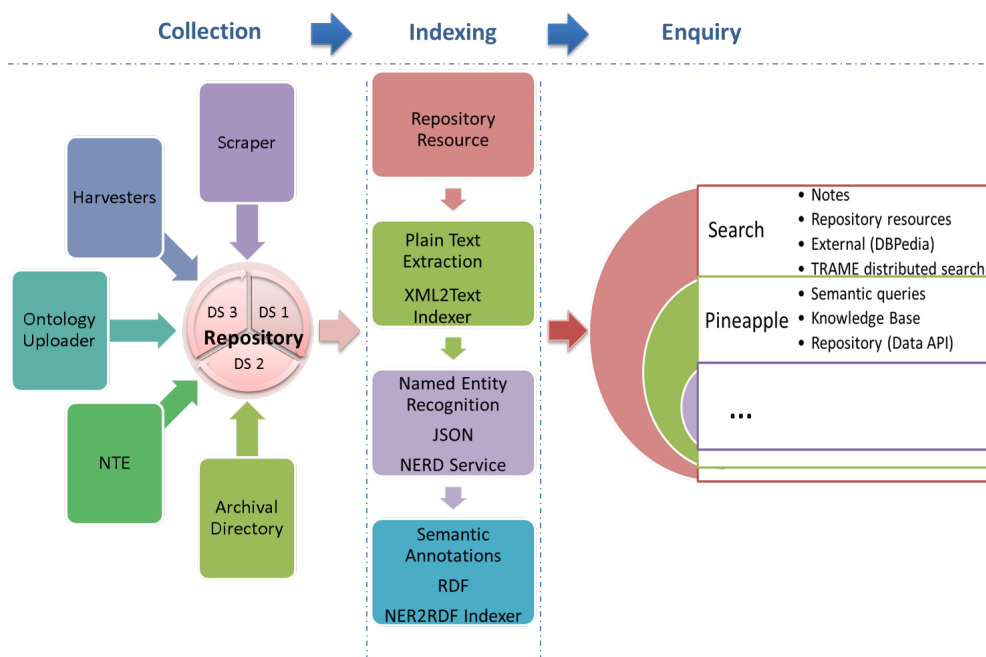 Collection
Indexing
Enquiry
Scraper
Harvesters
Ontology
Uploader
NTE
Archival
Directory
DS 3
DS 1
Repository
DS 2
Repository
Resource
Plain Text
Extraction
XML2Text
Indexer
Named Entity
Recognition
JSON
NERD Service
Semantic
Annotations
RDF
NER2RDF Indexer
Search
• Notes
• Repository resources
• External (DBPedia)
• TRAME distributed search
Pineapple
• Semantic queries
• Knowledge Base
• Repository (Data API)
...